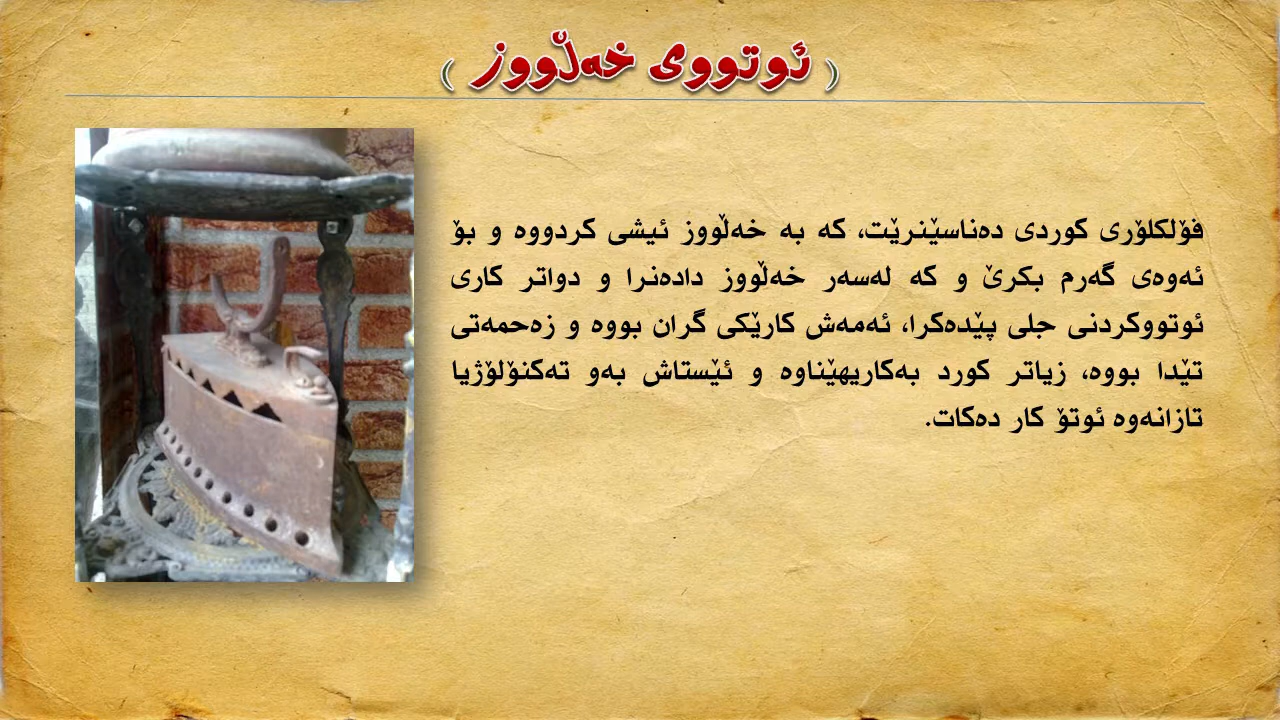 ( ئوتووی خەڵووز )
فۆلکلۆری کوردی دەناسێنرێت، کە بە خەڵووز ئیشی کردووە و بۆ
ئەوەی گەرم بکرێ و کە لەسەر خەڵووز دادەنرا و دواتر کاری
ئوتووکردنی جلی پێدەکرا، ئەمەش کارێکی گران بووە و زەحمەتی
تێدا بووە، زیاتر کورد بەکاریهێناوە و ئێستاش بەو تەکنۆلۆژیا
تازانەوە ئوتۆ کار دەکات.